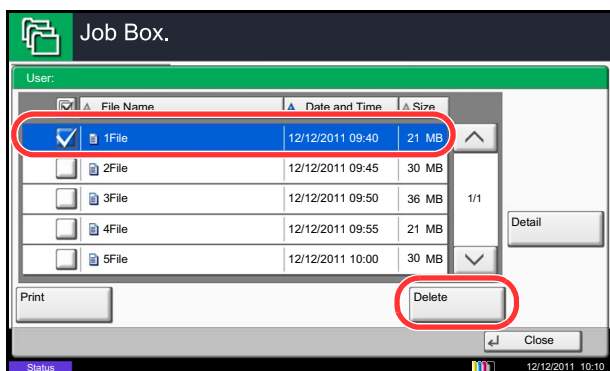 Job Box.
User:
File Name Date and Time Size
1File 12/12/2011 09:40 21 MB
2File 12/12/2011 09:45 30 MB
3File 12/12/2011 09:50 36 MB 1/1
4File 12/12/2011 09:55 21 MB Detail
5File 12/12/2011 10:00 30 MB
Print Delete
Close
Status 12/12/2011 10:10